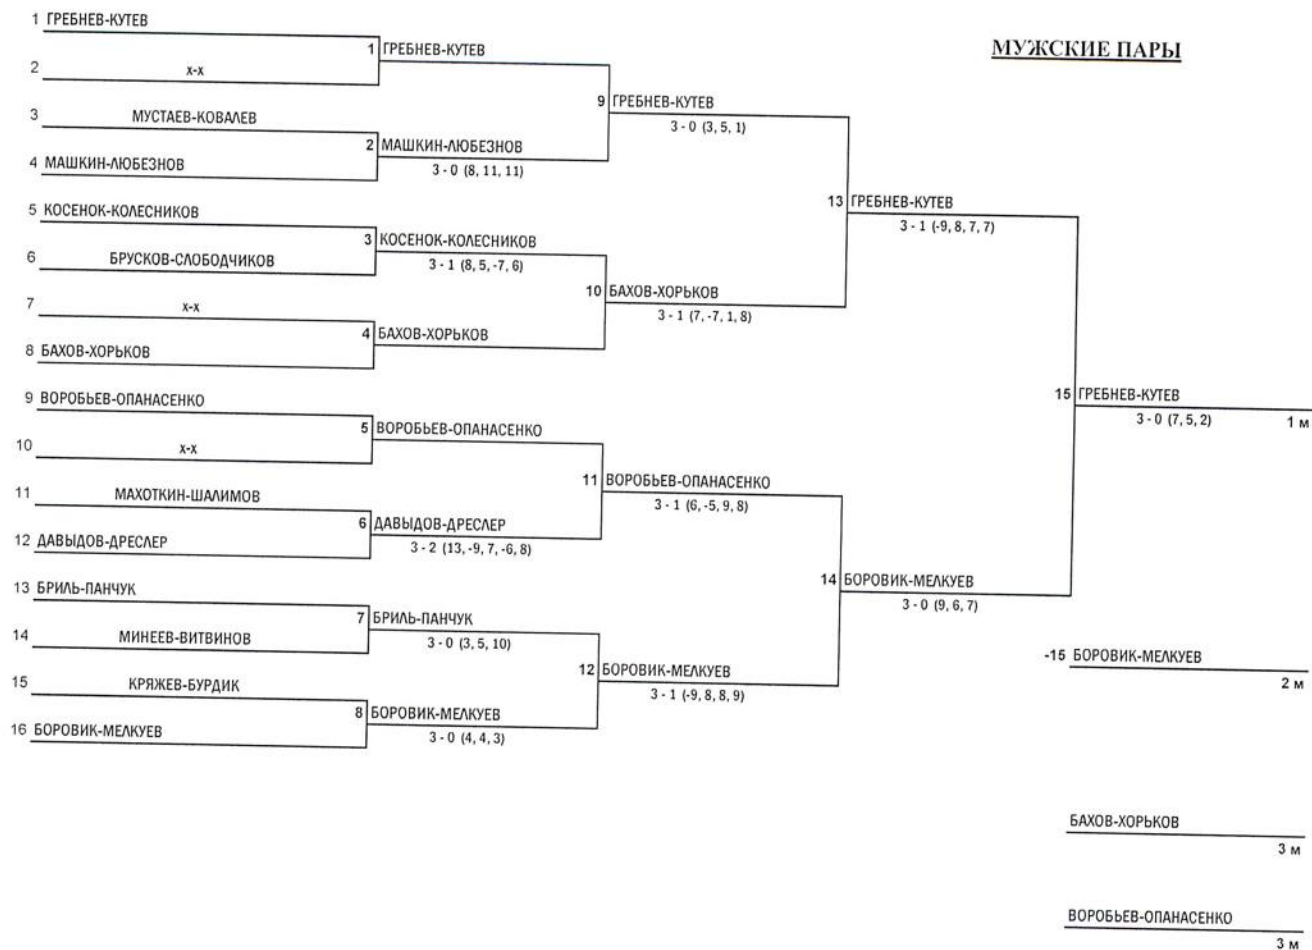 МУЖСКИЕ ПАРЫ
1 ГРЕБНЕВ-КУТЕВ
1 ГРЕБНЕВ-КУТЕВ
2 х-х
9 ГРЕБНЕВ-КУТЕВ
3 - 0 (3, 5, 1)
3 МУСТАЕВ-КОВАЛЕВ
2 МАШКИН-ЛЮБЕЗНОВ
3 - 0 (8, 11, 11)
4 МАШКИН-ЛЮБЕЗНОВ
13 ГРЕБНЕВ-КУТЕВ
3 - 1 (-9, 8, 7, 7)
5 КОСЕНОК-КОЛЕСНИКОВ
3 КОСЕНОК-КОЛЕСНИКОВ
3 - 1 (8, 5, -7, 6)
6 БРУСКОВ-СЛОБОДЧИКОВ
10 БАХОВ-ХОРЬКОВ
3 - 1 (7, -7, 1, 8)
7 х-х
4 БАХОВ-ХОРЬКОВ
8 БАХОВ-ХОРЬКОВ
15 ГРЕБНЕВ-КУТЕВ
3 - 0 (7, 5, 2) 1 м
9 ВОРОБЬЕВ-ОПАНАСЕНКО
5 ВОРОБЬЕВ-ОПАНАСЕНКО
10 х-х
11 ВОРОБЬЕВ-ОПАНАСЕНКО
3 - 1 (6, -5, 9, 8)
11 МАХОТКИН-ШАЛИМОВ
6 ДАВЫДОВ-ДРЕСЛЕР
3 - 2 (13, -9, 7, -6, 8)
12 ДАВЫДОВ-ДРЕСЛЕР
14 БОРОВИК-МЕЛКУЕВ
3 - 0 (9, 6, 7)
13 БРИЛЬ-ПАНЧУК
7 БРИЛЬ-ПАНЧУК
3 - 0 (3, 5, 10)
14 МИНЕЕВ-ВИТВИНОВ
12 БОРОВИК-МЕЛКУЕВ
3 - 1 (-9, 8, 8, 9)
15 КРЯЖЕВ-БУРДИК
8 БОРОВИК-МЕЛКУЕВ
3 - 0 (4, 4, 3)
16 БОРОВИК-МЕЛКУЕВ
-15 БОРОВИК-МЕЛКУЕВ
2 м
БАХОВ-ХОРЬКОВ
3 м
ВОРОБЬЕВ-ОПАНАСЕНКО
3 м